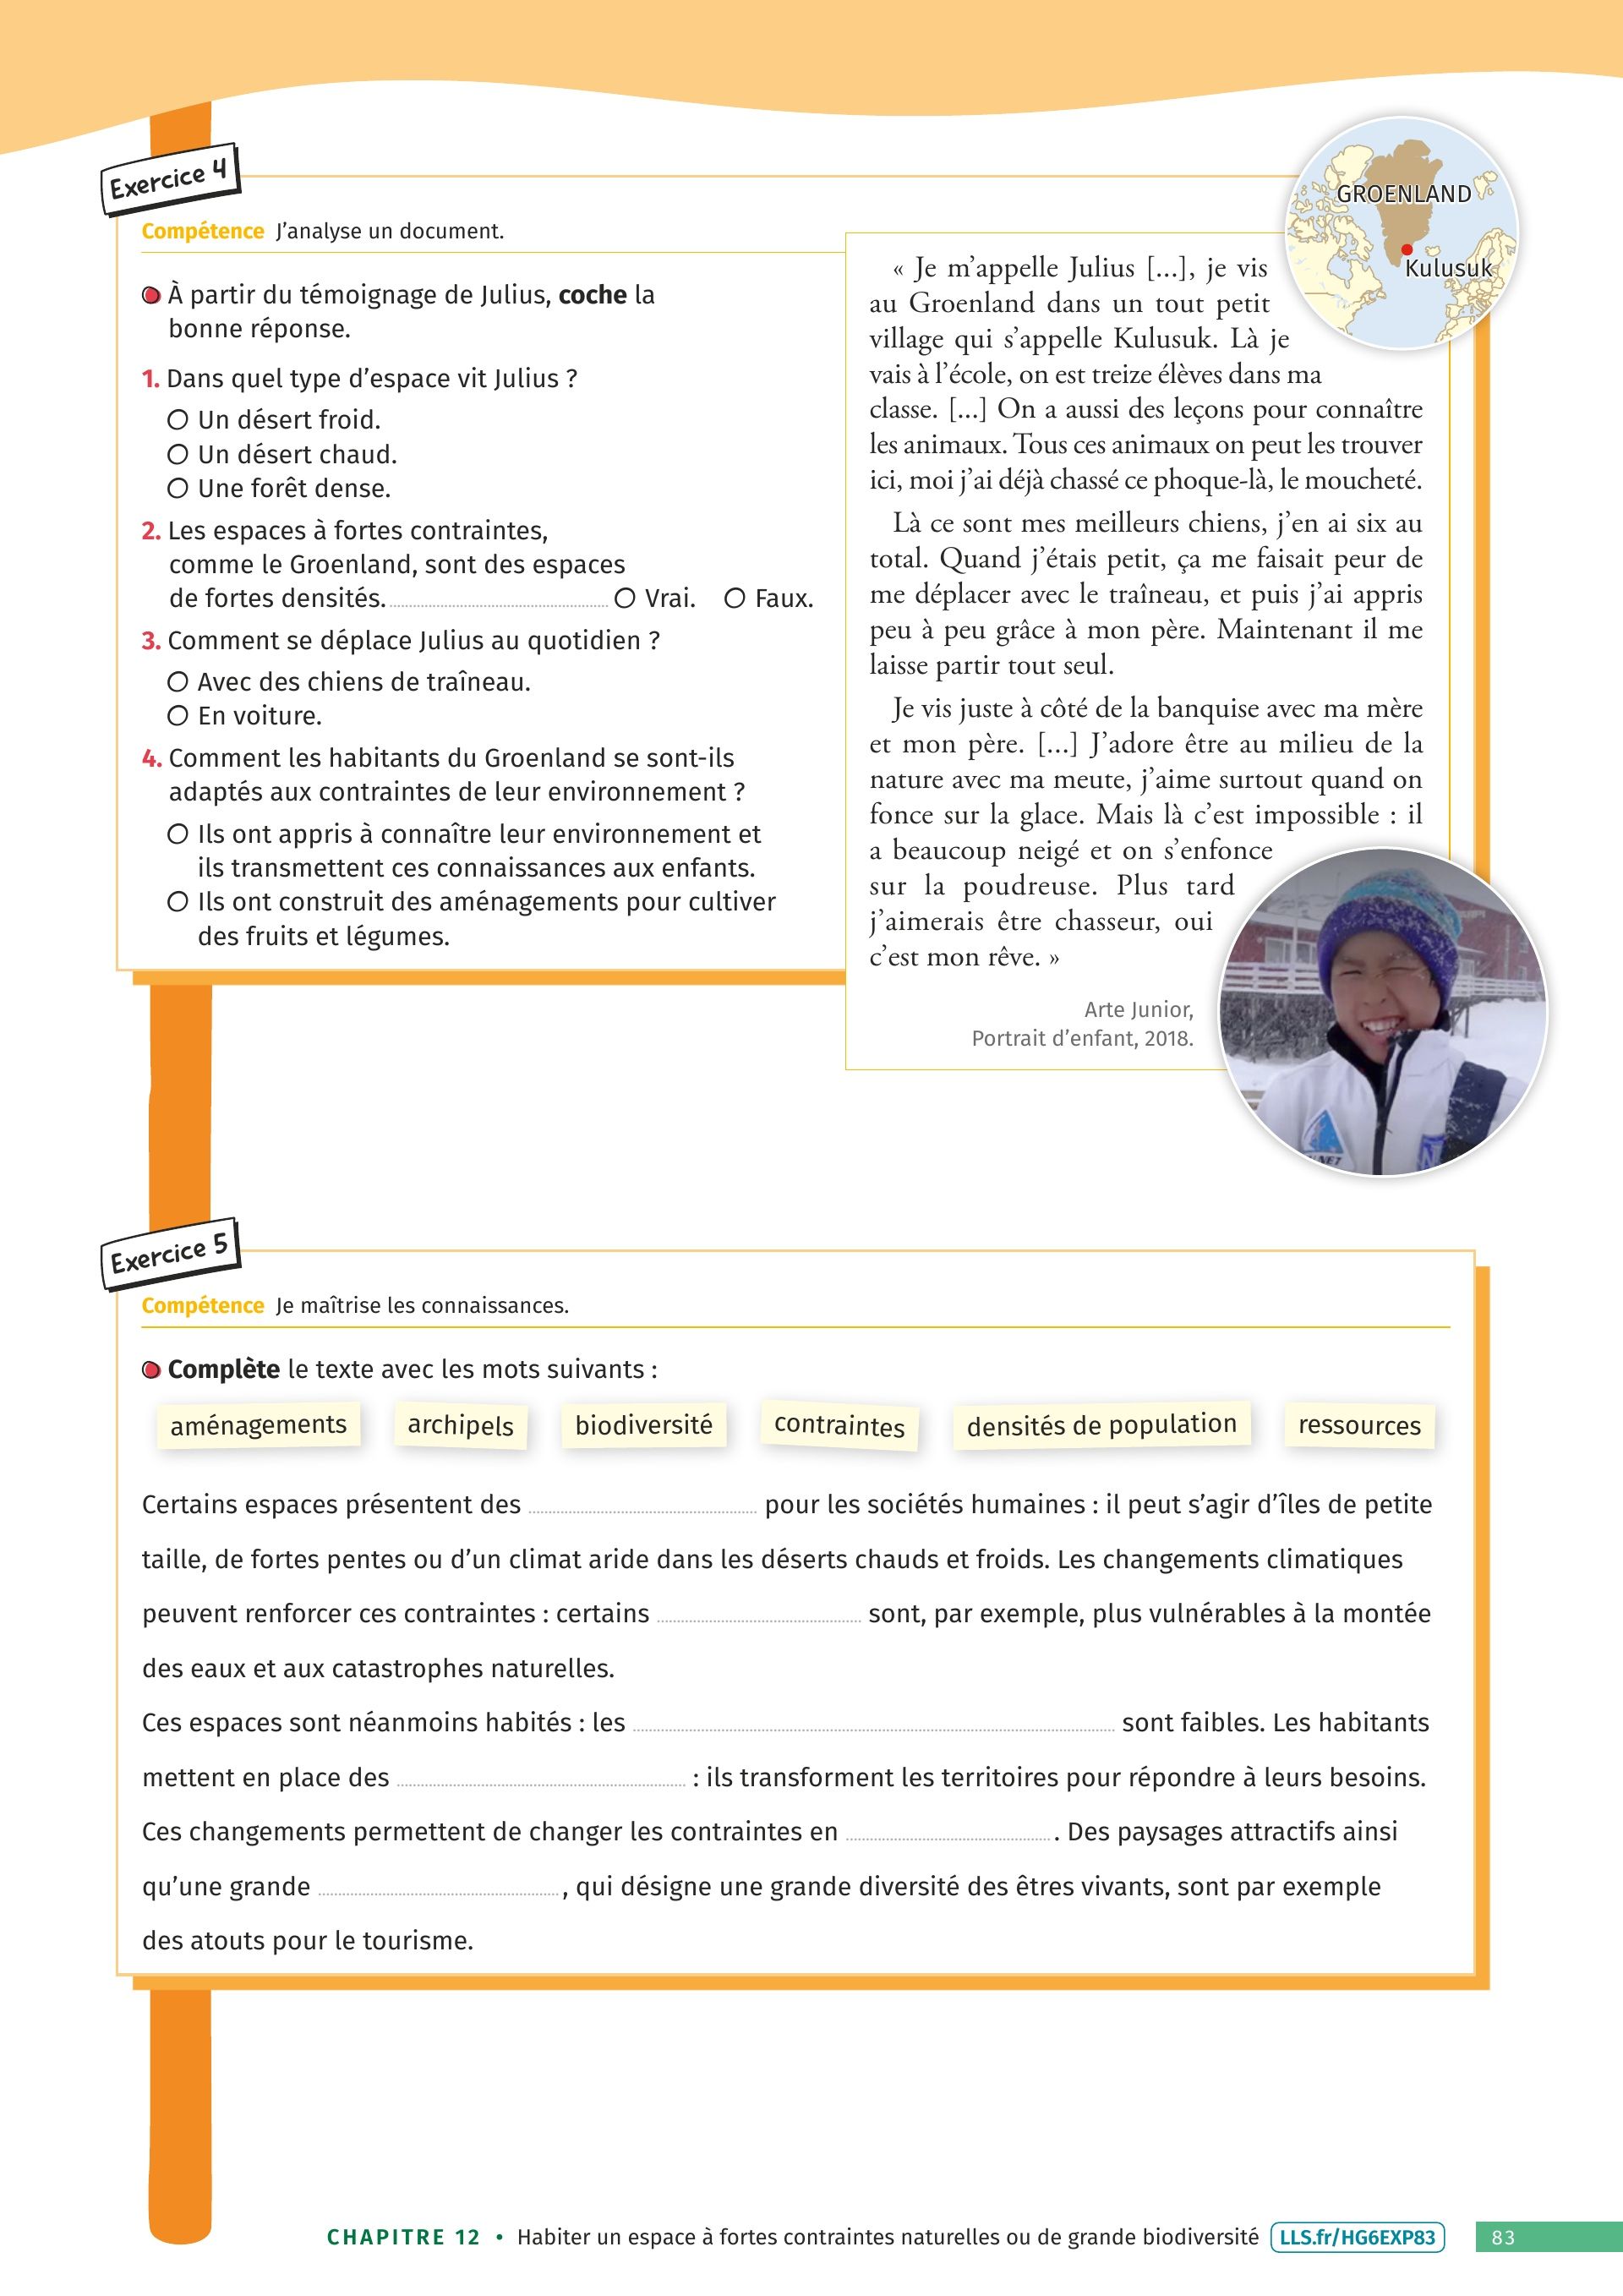 Exercice 4
Compétence J'analyse un document.
À partir du témoignage de Julius, coche la
bonne réponse.
1. Dans quel type d'espace vit Julius ?
Un désert froid.
Un désert chaud.
Une forêt dense.
2. Les espaces à fortes contraintes,
comme le Groenland, sont des espaces
de fortes densités. Vrai. Faux.
3. Comment se déplace Julius au quotidien ?
Avec des chiens de traîneau.
En voiture.
4. Comment les habitants du Groenland se sont-ils
adaptés aux contraintes de leur environnement ?
Ils ont appris à connaître leur environnement et
ils transmettent ces connaissances aux enfants.
Ils ont construit des aménagements pour cultiver
des fruits et légumes.
GROENLAND
Kulusuk
« Je m'appelle Julius [...], je vis
au Groenland dans un tout petit
village qui s'appelle Kulusuk. Là je
vais à l'école, on est treize élèves dans ma
classe. [...] On a aussi des leçons pour connaître
les animaux. Tous ces animaux on peut les trouver
ici, moi j'ai déjà chassé ce phoque-là, le moucheté.
Là ce sont mes meilleurs chiens, j'en ai six au
total. Quand j'étais petit, ça me faisait peur de
me déplacer avec le traîneau, et puis j'ai appris
peu à peu grâce à mon père. Maintenant il me
laisse partir tout seul.
Je vis juste à côté de la banquise avec ma mère
et mon père. [...] J'adore être au milieu de la
nature avec ma meute, j'aime surtout quand on
fonce sur la glace. Mais là c'est impossible : il
a beaucoup neigé et on s'enfonce
sur la poudreuse. Plus tard
j'aimerais être chasseur, oui
c'est mon rêve. »
Arte Junior,
Portrait d'enfant, 2018.
Exercice 5
Compétence Je maîtrise les connaissances.
Complète le texte avec les mots suivants :
aménagements archipels biodiversité contraintes densités de population ressources
Certains espaces présentent des pour les sociétés humaines : il peut s'agir d'îles de petite
taille, de fortes pentes ou d'un climat aride dans les déserts chauds et froids. Les changements climatiques
peuvent renforcer ces contraintes : certains sont, par exemple, plus vulnérables à la montée
des eaux et aux catastrophes naturelles.
Ces espaces sont néanmoins habités : les sont faibles. Les habitants
mettent en place des : ils transforment les territoires pour répondre à leurs besoins.
Ces changements permettent de changer les contraintes en . Des paysages attractifs ainsi
qu'une grande , qui désigne une grande diversité des êtres vivants, sont par exemple
des atouts pour le tourisme.
CHAPITRE 12 • Habiter un espace à fortes contraintes naturelles ou de grande biodiversité LLS.fr/HG6EXP83 83